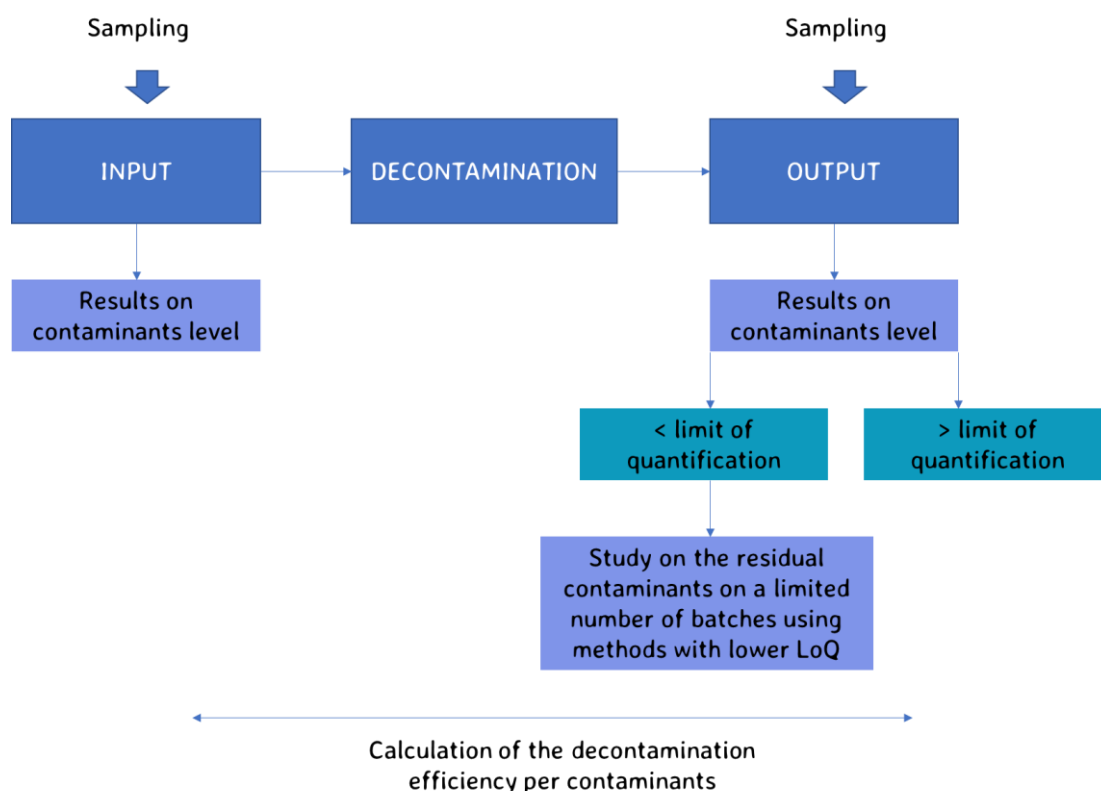 Sampling
Sampling
INPUT
DECONTAMINATION
OUTPUT
Results on
contaminants level
Results on
contaminants level
< limit of
quantification
> limit of
quantification
Study on the residual
contaminants on a limited
number of batches using
methods with lower LoQ
Calculation of the decontamination
efficiency per contaminants